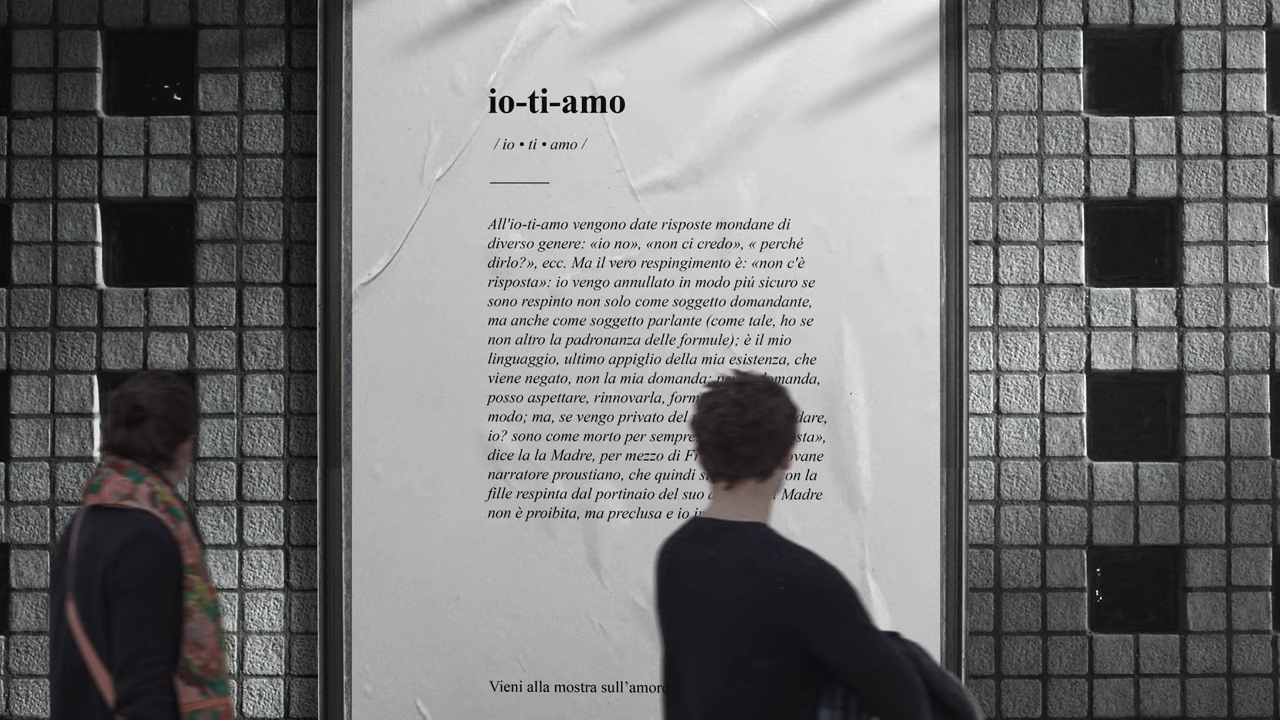 io-ti-amo
/ io • ti • amo /
All'io-ti-amo vengono date risposte mondane di
diverso genere: «io no», «non ci credo», « perché
dirlo?», ecc. Ma il vero respingimento è: «non c'è
risposta»: io vengo annullato in modo piú sicuro se
sono respinto non solo come soggetto domandante,
ma anche come soggetto parlante (come tale, ho se
non altro la padronanza delle formule); è il mio
linguaggio, ultimo appiglio della mia esistenza, che
viene negato, non la mia domanda;
posso aspettare, rinnovarla,
modo; ma, se vengo privato del
io? sono come morto per sempre
dice la la Madre, per mezzo di
narratore proustiano, che quindi con la
fille respinta dal portinaio del suo Madre
non è proibita, ma preclusa e io
Vieni alla mostra sull’amore